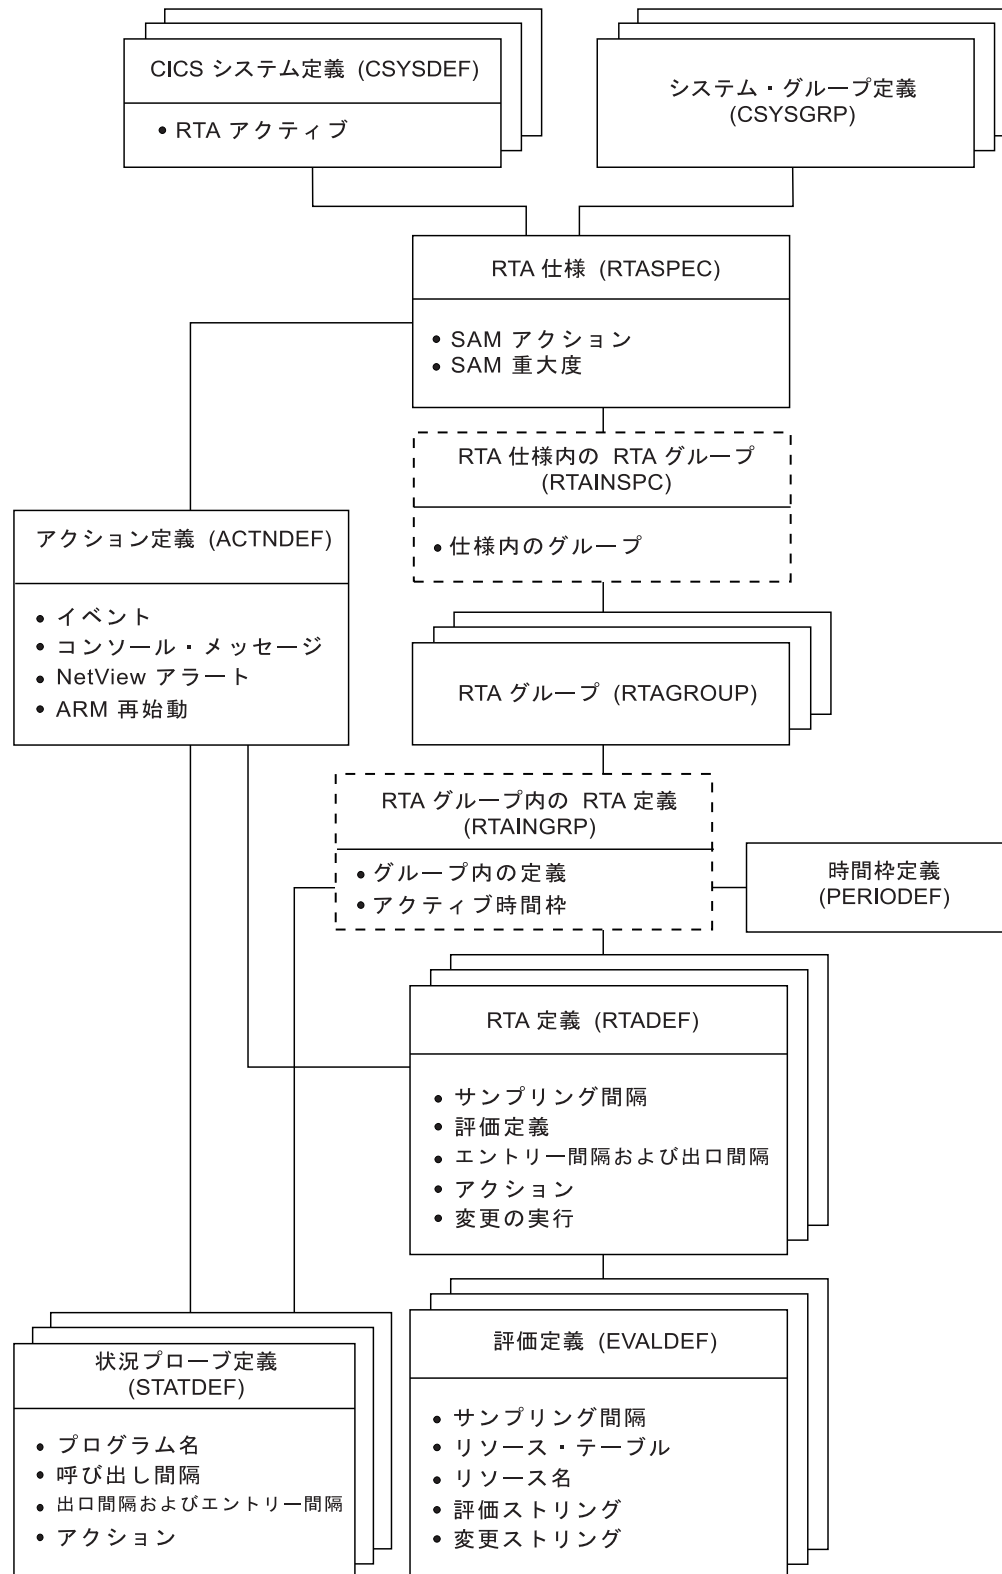 CICS システム定義 (CSYSDEF)
• RTA アクティブ
システム・グループ定義
(CSYSGRP)
RTA 仕様 (RTASPEC)
• SAM アクション
• SAM 重大度
RTA 仕様内の RTA グループ
(RTAINSPC)
• 仕様内のグループ
アクション定義 (ACTNDEF)
• イベント
• コンソール・メッセージ
• NetView アラート
• ARM 再始動
RTA グループ (RTAGROUP)
RTA グループ内の RTA 定義
(RTAINGRP)
• グループ内の定義
• アクティブ時間枠
時間枠定義
(PERIODEF)
RTA 定義 (RTADEF)
• サンプリング間隔
• 評価定義
• エントリー間隔および出口間隔
• アクション
• 変更の実行
状況プローブ定義
(STATDEF)
• プログラム名
• 呼び出し間隔
• 出口間隔およびエントリー間隔
• アクション
評価定義 (EVALDEF)
• サンプリング間隔
• リソース・テーブル
• リソース名
• 評価ストリング
• 変更ストリング